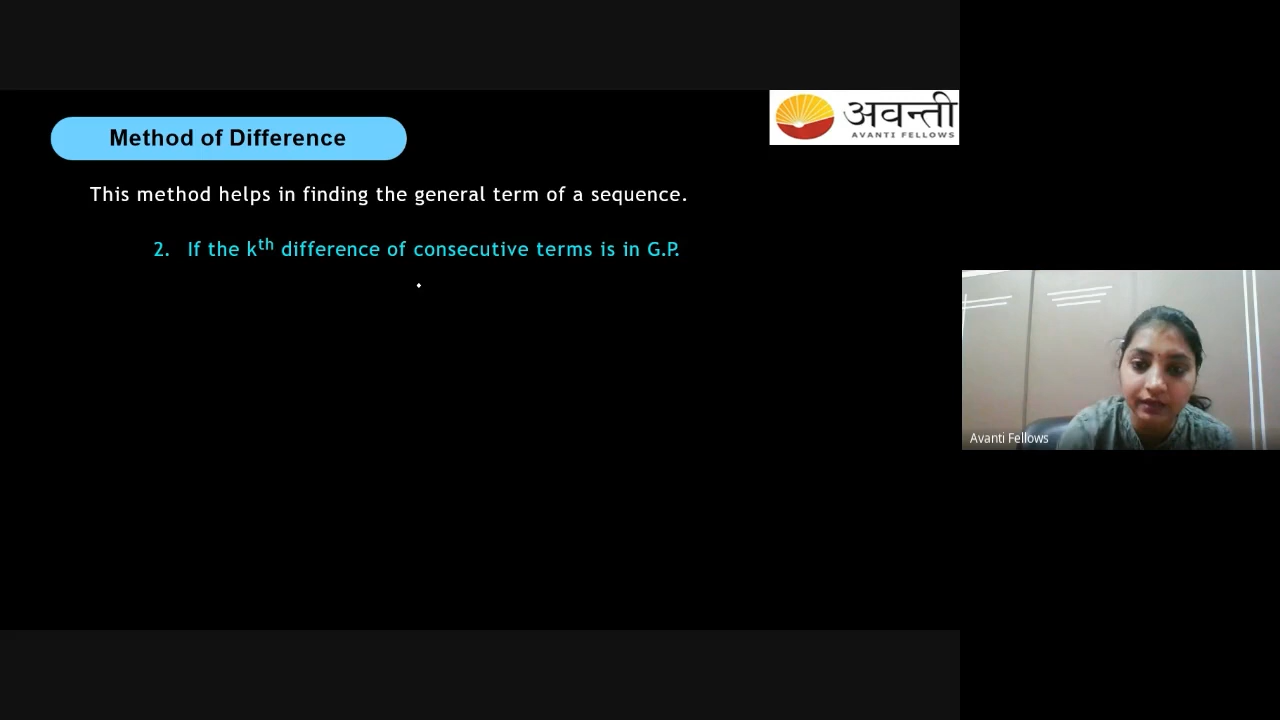 अवन्ती
AVANTI FELLOWS
Method of Difference
This method helps in finding the general term of a sequence.
2. If the kth difference of consecutive terms is in G.P.
Avanti Fellows